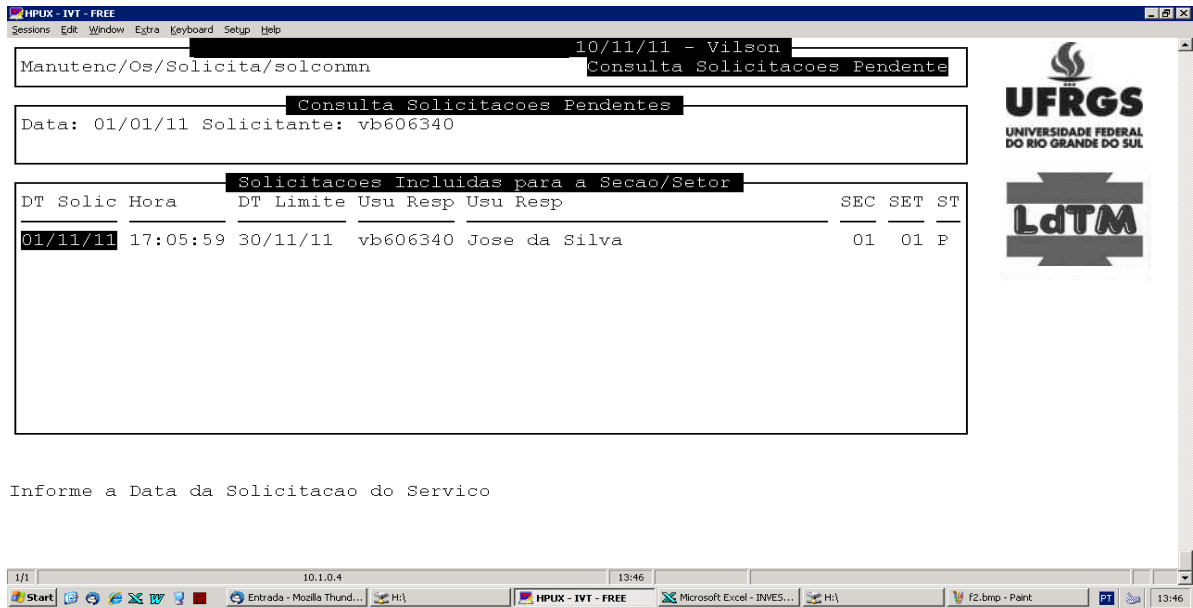 HPUX - IVT - FREE
Sessions Edit Window Extra Keyboard Setup Help
10/11/11 - Vilson
Manutenc/Os/Solicita/solconmn Consulta Solicitacoes Pendente
Consulta Solicitacoes Pendentes
Data: 01/01/11 Solicitante: vb606340
Solicitacoes Incluidas para a Secao/Setor
DT Solic Hora DT Limite Usu Resp Usu Resp SEC SET ST
01/11/11 17:05:59 30/11/11 vb606340 Jose da Silva 01 01 P
Informe a Data da Solicitacao do Servico
UFRGS
UNIVERSIDADE FEDERAL
DO RIO GRANDE DO SUL
LdTM
1/1 10.1.0.4 13:46
Start Entrada - Mozilla Thund... H:\ HPUX - IVT - FREE Microsoft Excel - INVES... H:\ f2.bmp - Paint PT 13:46